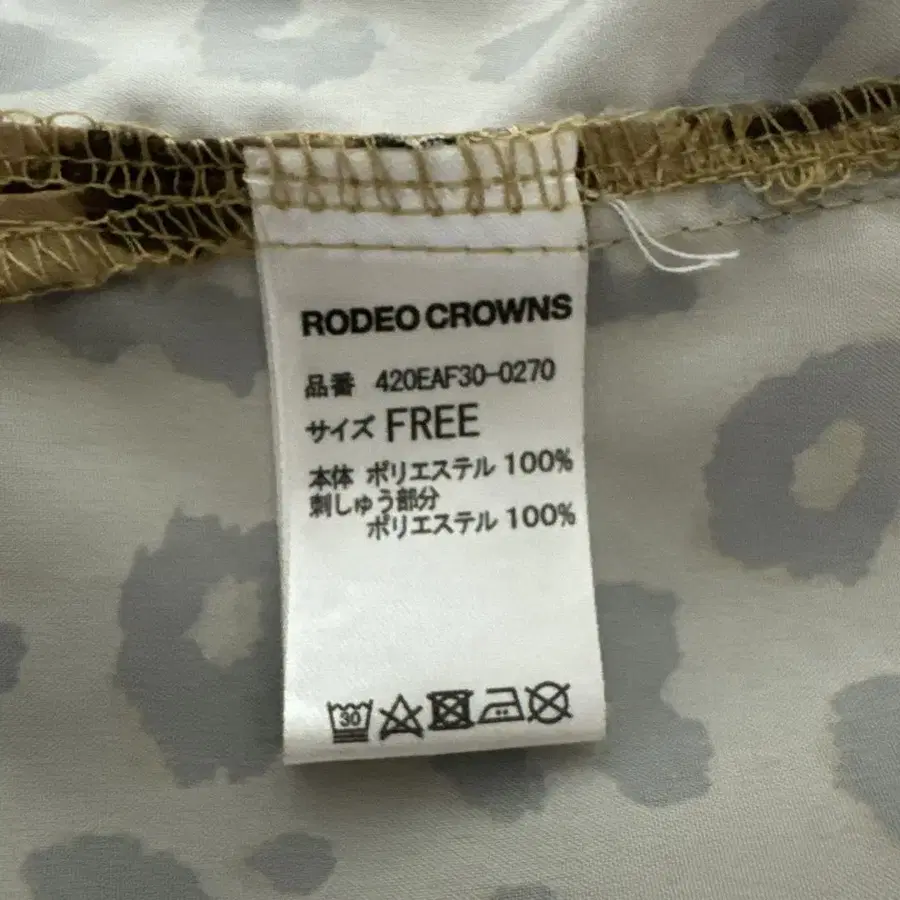 RODEO CROWNS
品番 420EAF30-0270
サイズ FREE
本体 ポリエステル 100%
刺しゅう部分
ポリエステル 100%
30